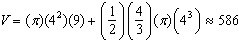 V = (π)(4²)(9) + (1/2)(4/3)(π)(4³) ≈ 586